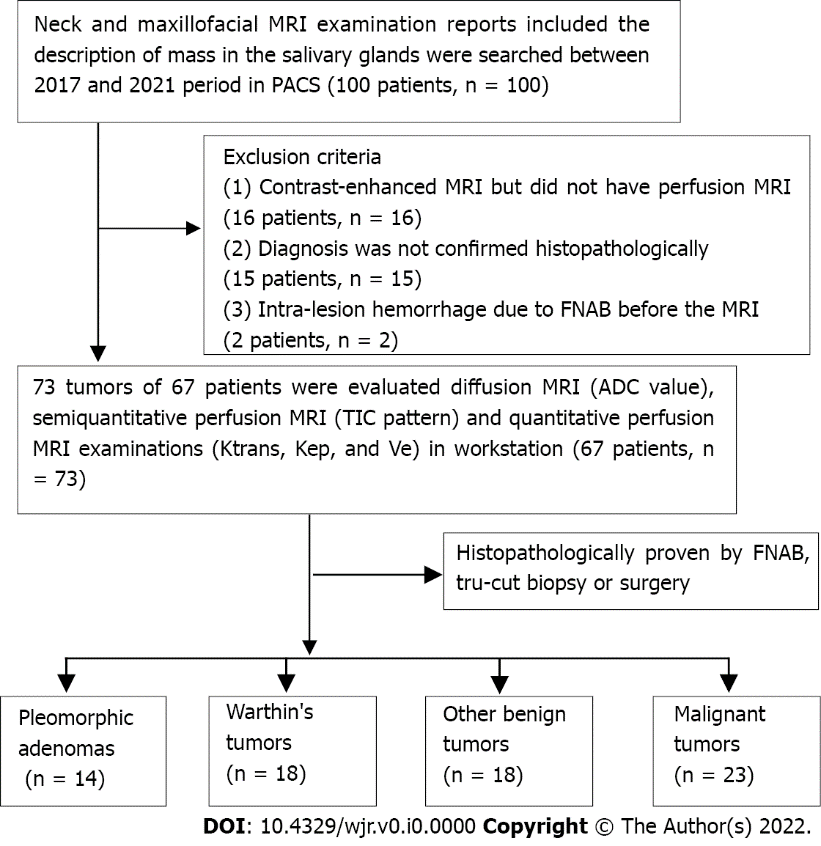 Neck and maxillofacial MRI examination reports included the
description of mass in the salivary glands were searched between
2017 and 2021 period in PACS (100 patients, n = 100)
Exclusion criteria
(1) Contrast-enhanced MRI but did not have perfusion MRI
(16 patients, n = 16)
(2) Diagnosis was not confirmed histopathologically
(15 patients, n = 15)
(3) Intra-lesion hemorrhage due to FNAB before the MRI
(2 patients, n = 2)
73 tumors of 67 patients were evaluated diffusion MRI (ADC value),
semiquantitative perfusion MRI (TIC pattern) and quantitative perfusion
MRI examinations (Ktrans, Kep, and Ve) in workstation (67 patients, n
= 73)
Histopathologically proven by FNAB,
tru-cut biopsy or surgery
Pleomorphic
adenomas
(n = 14)
Warthin's
tumors
(n = 18)
Other benign
tumors
(n = 18)
Malignant
tumors
(n = 23)
DOI: 10.4329/wjr.v0.i0.0000 Copyright © The Author(s) 2022.